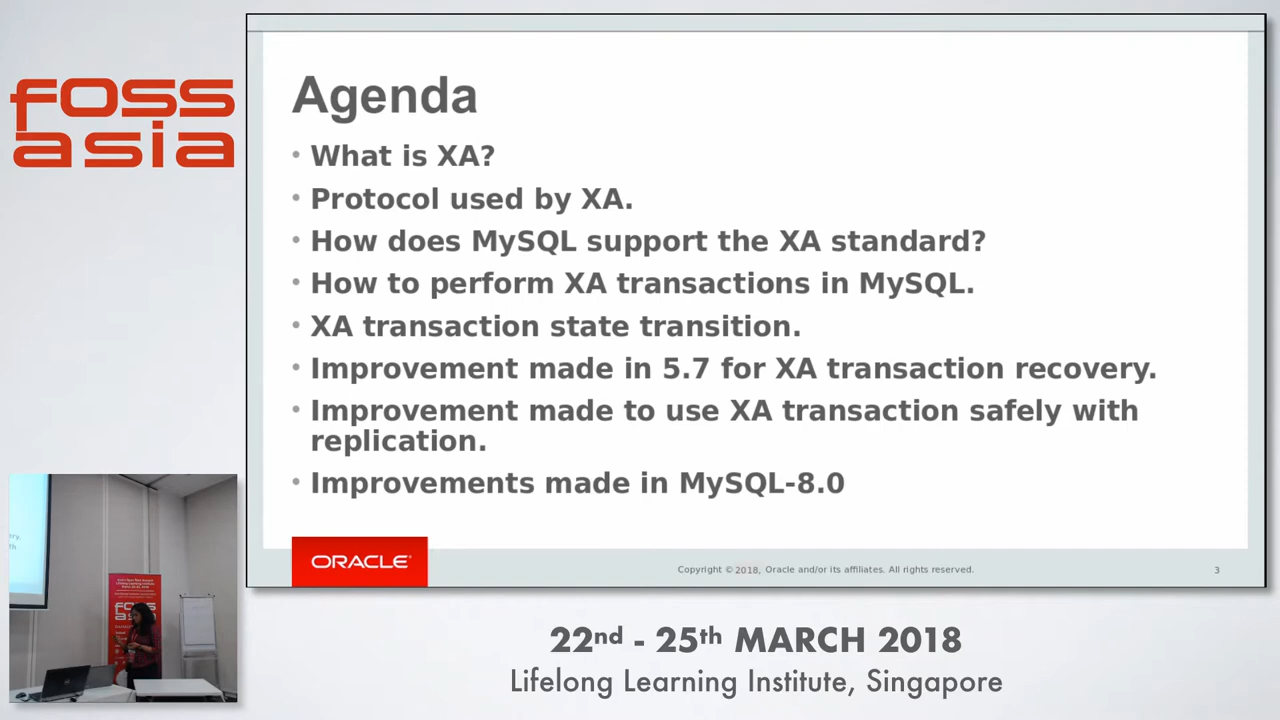 foss
asia
Agenda
• What is XA?
• Protocol used by XA.
• How does MySQL support the XA standard?
• How to perform XA transactions in MySQL.
• XA transaction state transition.
• Improvement made in 5.7 for XA transaction recovery.
• Improvement made to use XA transaction safely with
replication.
• Improvements made in MySQL-8.0
ORACLE®
Copyright © 2018, Oracle and/or its affiliates. All rights reserved.
3
foss
asia
22nd - 25th MARCH 2018
Lifelong Learning Institute, Singapore